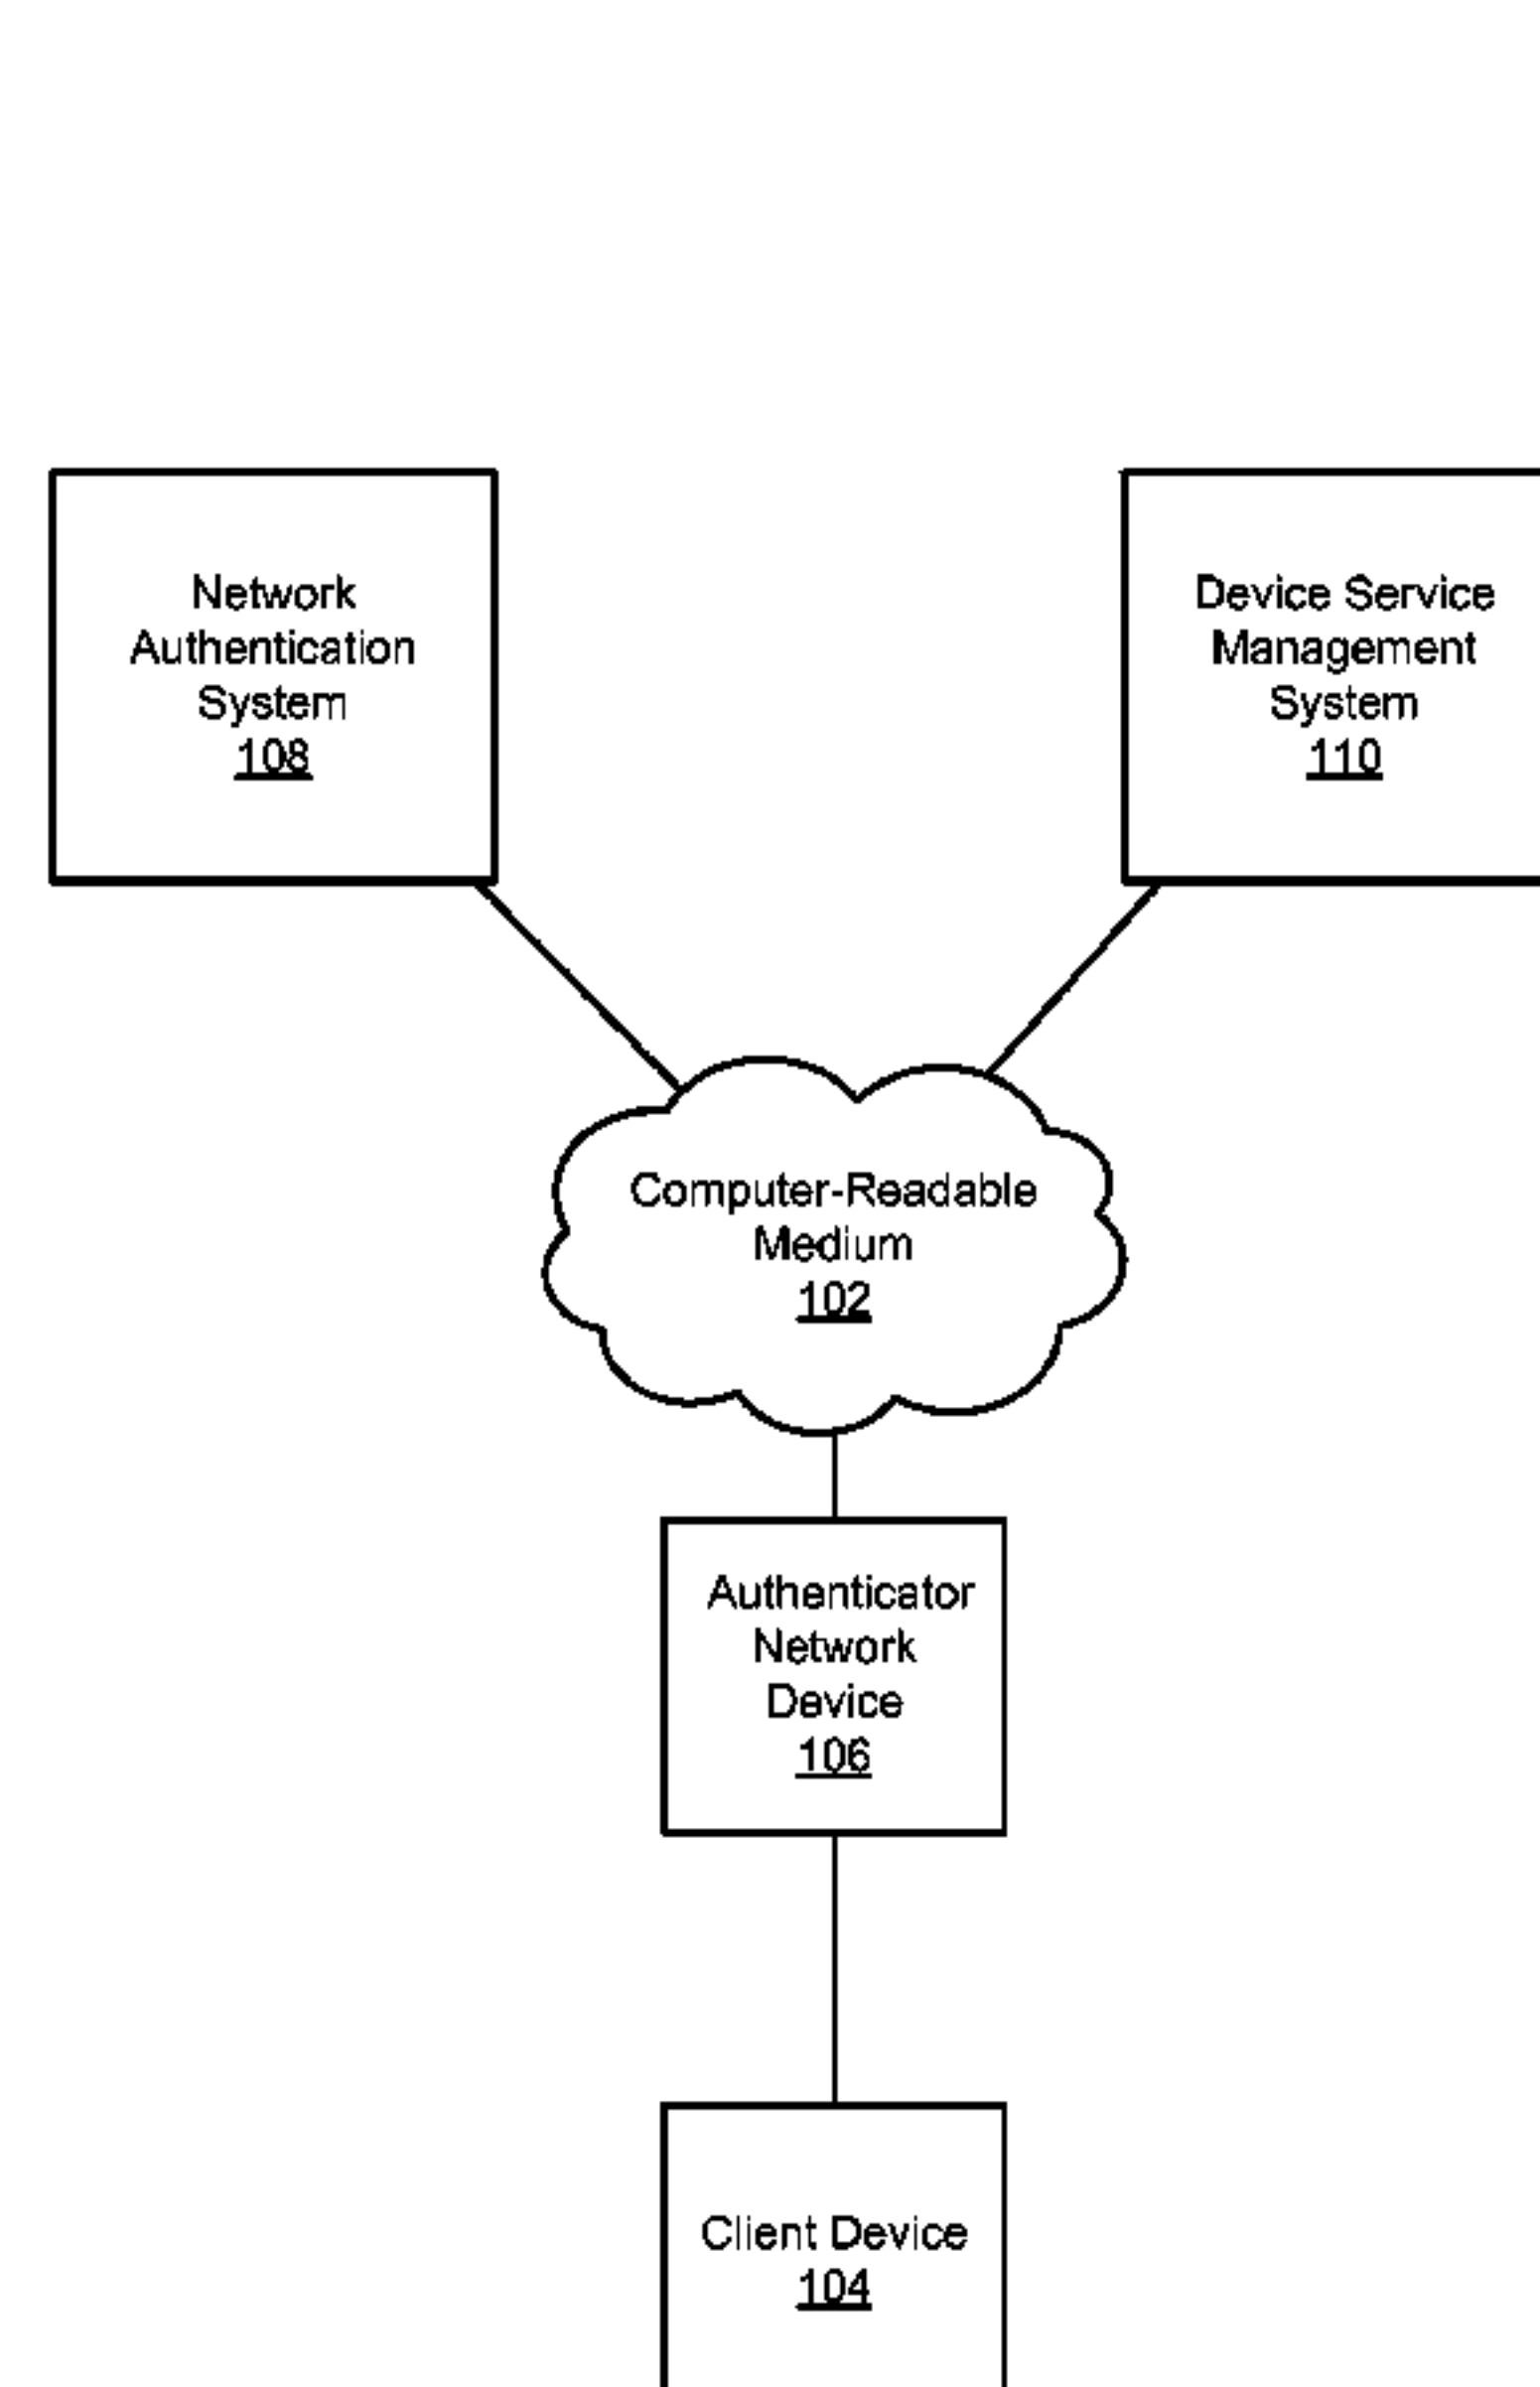 Network
Authentication
System
108
Device Service
Management
System
110
Computer-Readable
Medium
102
Authenticator
Network
Device
106
Client Device
104